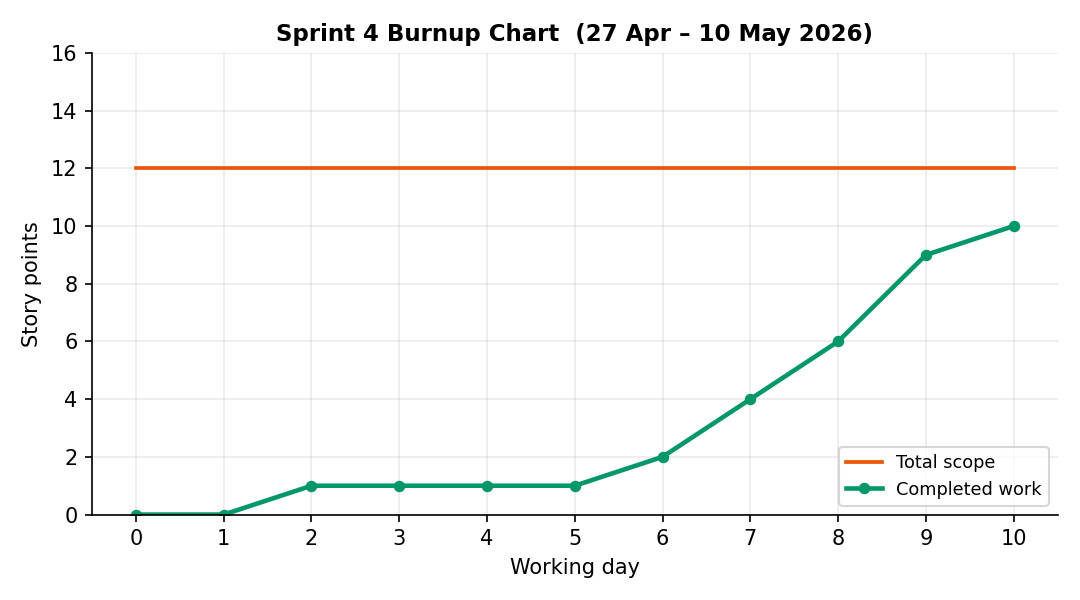 Sprint 4 Burnup Chart  (27 Apr – 10 May 2026)
16
14
12
10
8
6
4
2
0
Story points
Total scope
Completed work
0 1 2 3 4 5 6 7 8 9 10
Working day